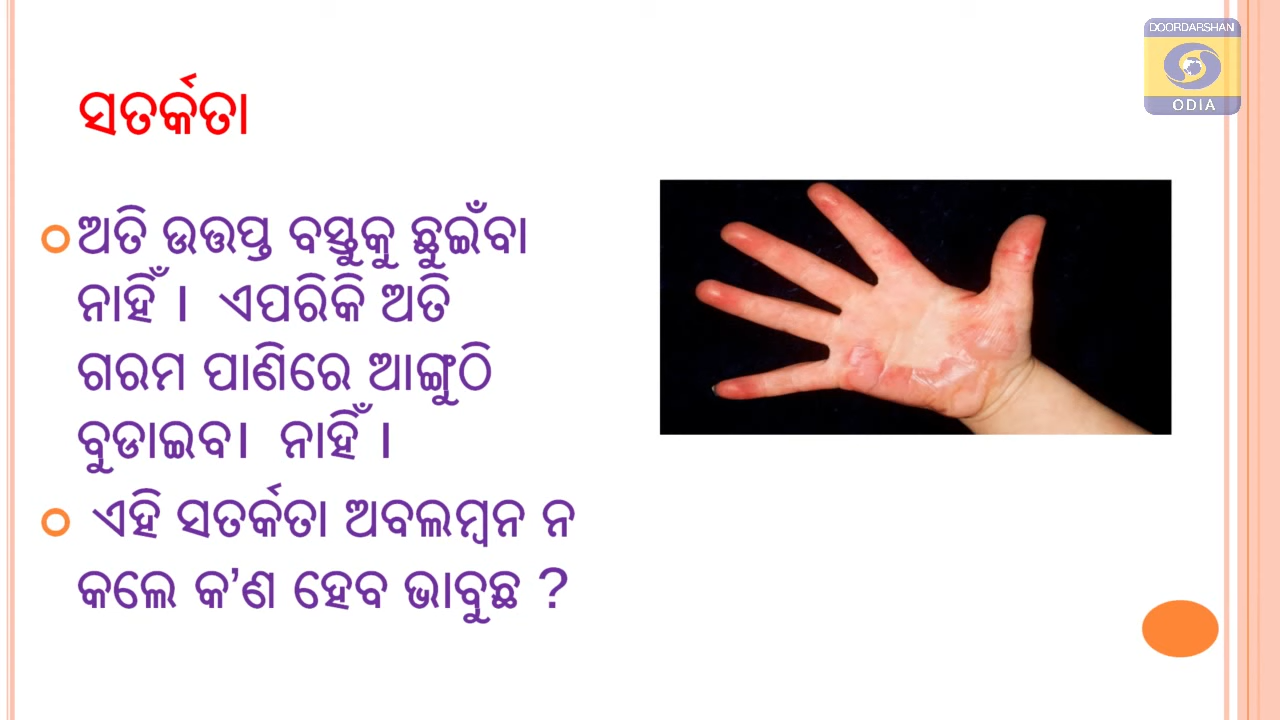 DOORDARSHAN
ODIA
ସତର୍କତା
ଅତି ଉତ୍ତପ୍ତ ବସ୍ତୁକୁ ଛୁଇଁବା
ନାହିଁ । ଏପରିକି ଅତି
ଗରମ ପାଣିରେ ଆଙ୍ଗୁଠି
ବୁଡାଇବା ନାହିଁ ।
ଏହି ସତର୍କତା ଅବଲମ୍ବନ ନ
କଲେ କ’ଣ ହେବ ଭାବୁଛ ?